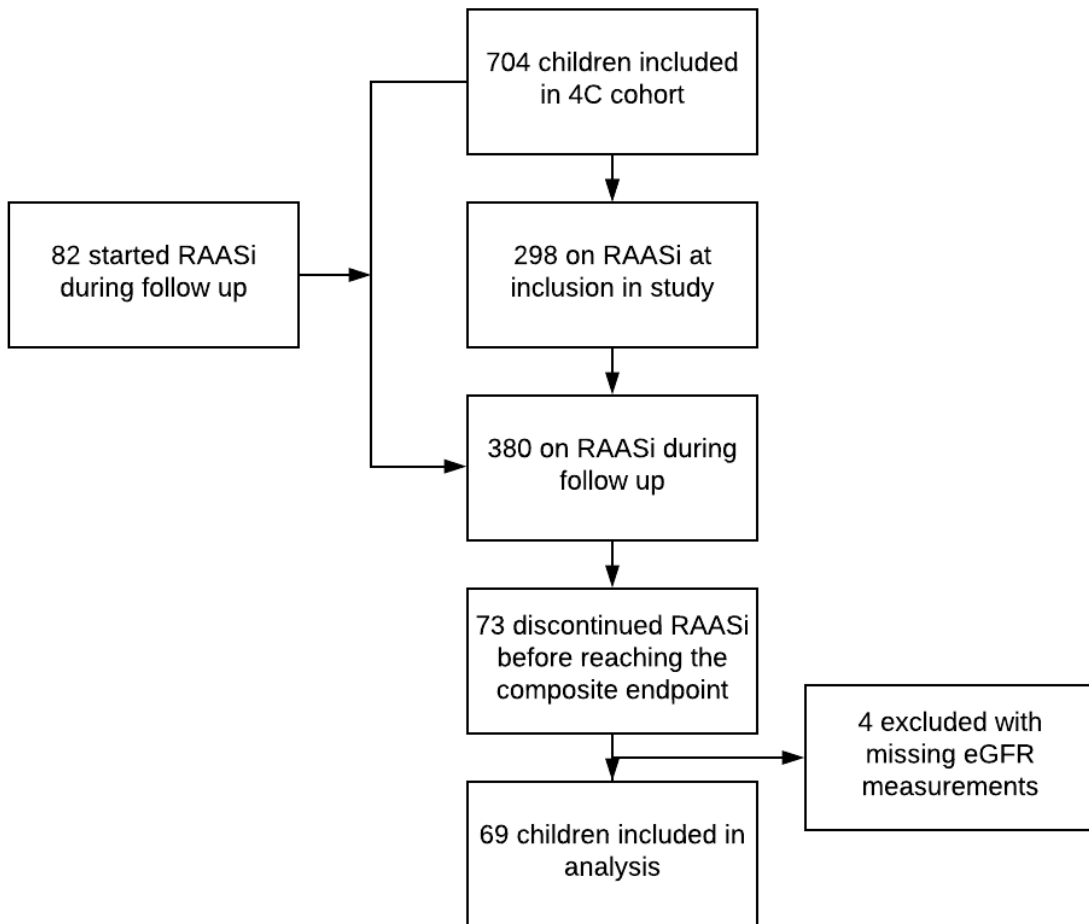 704 children included
in 4C cohort
82 started RAASi
during follow up
298 on RAASi at
inclusion in study
380 on RAASi during
follow up
73 discontinued RAASi
before reaching the
composite endpoint
4 excluded with
missing eGFR
measurements
69 children included in
analysis